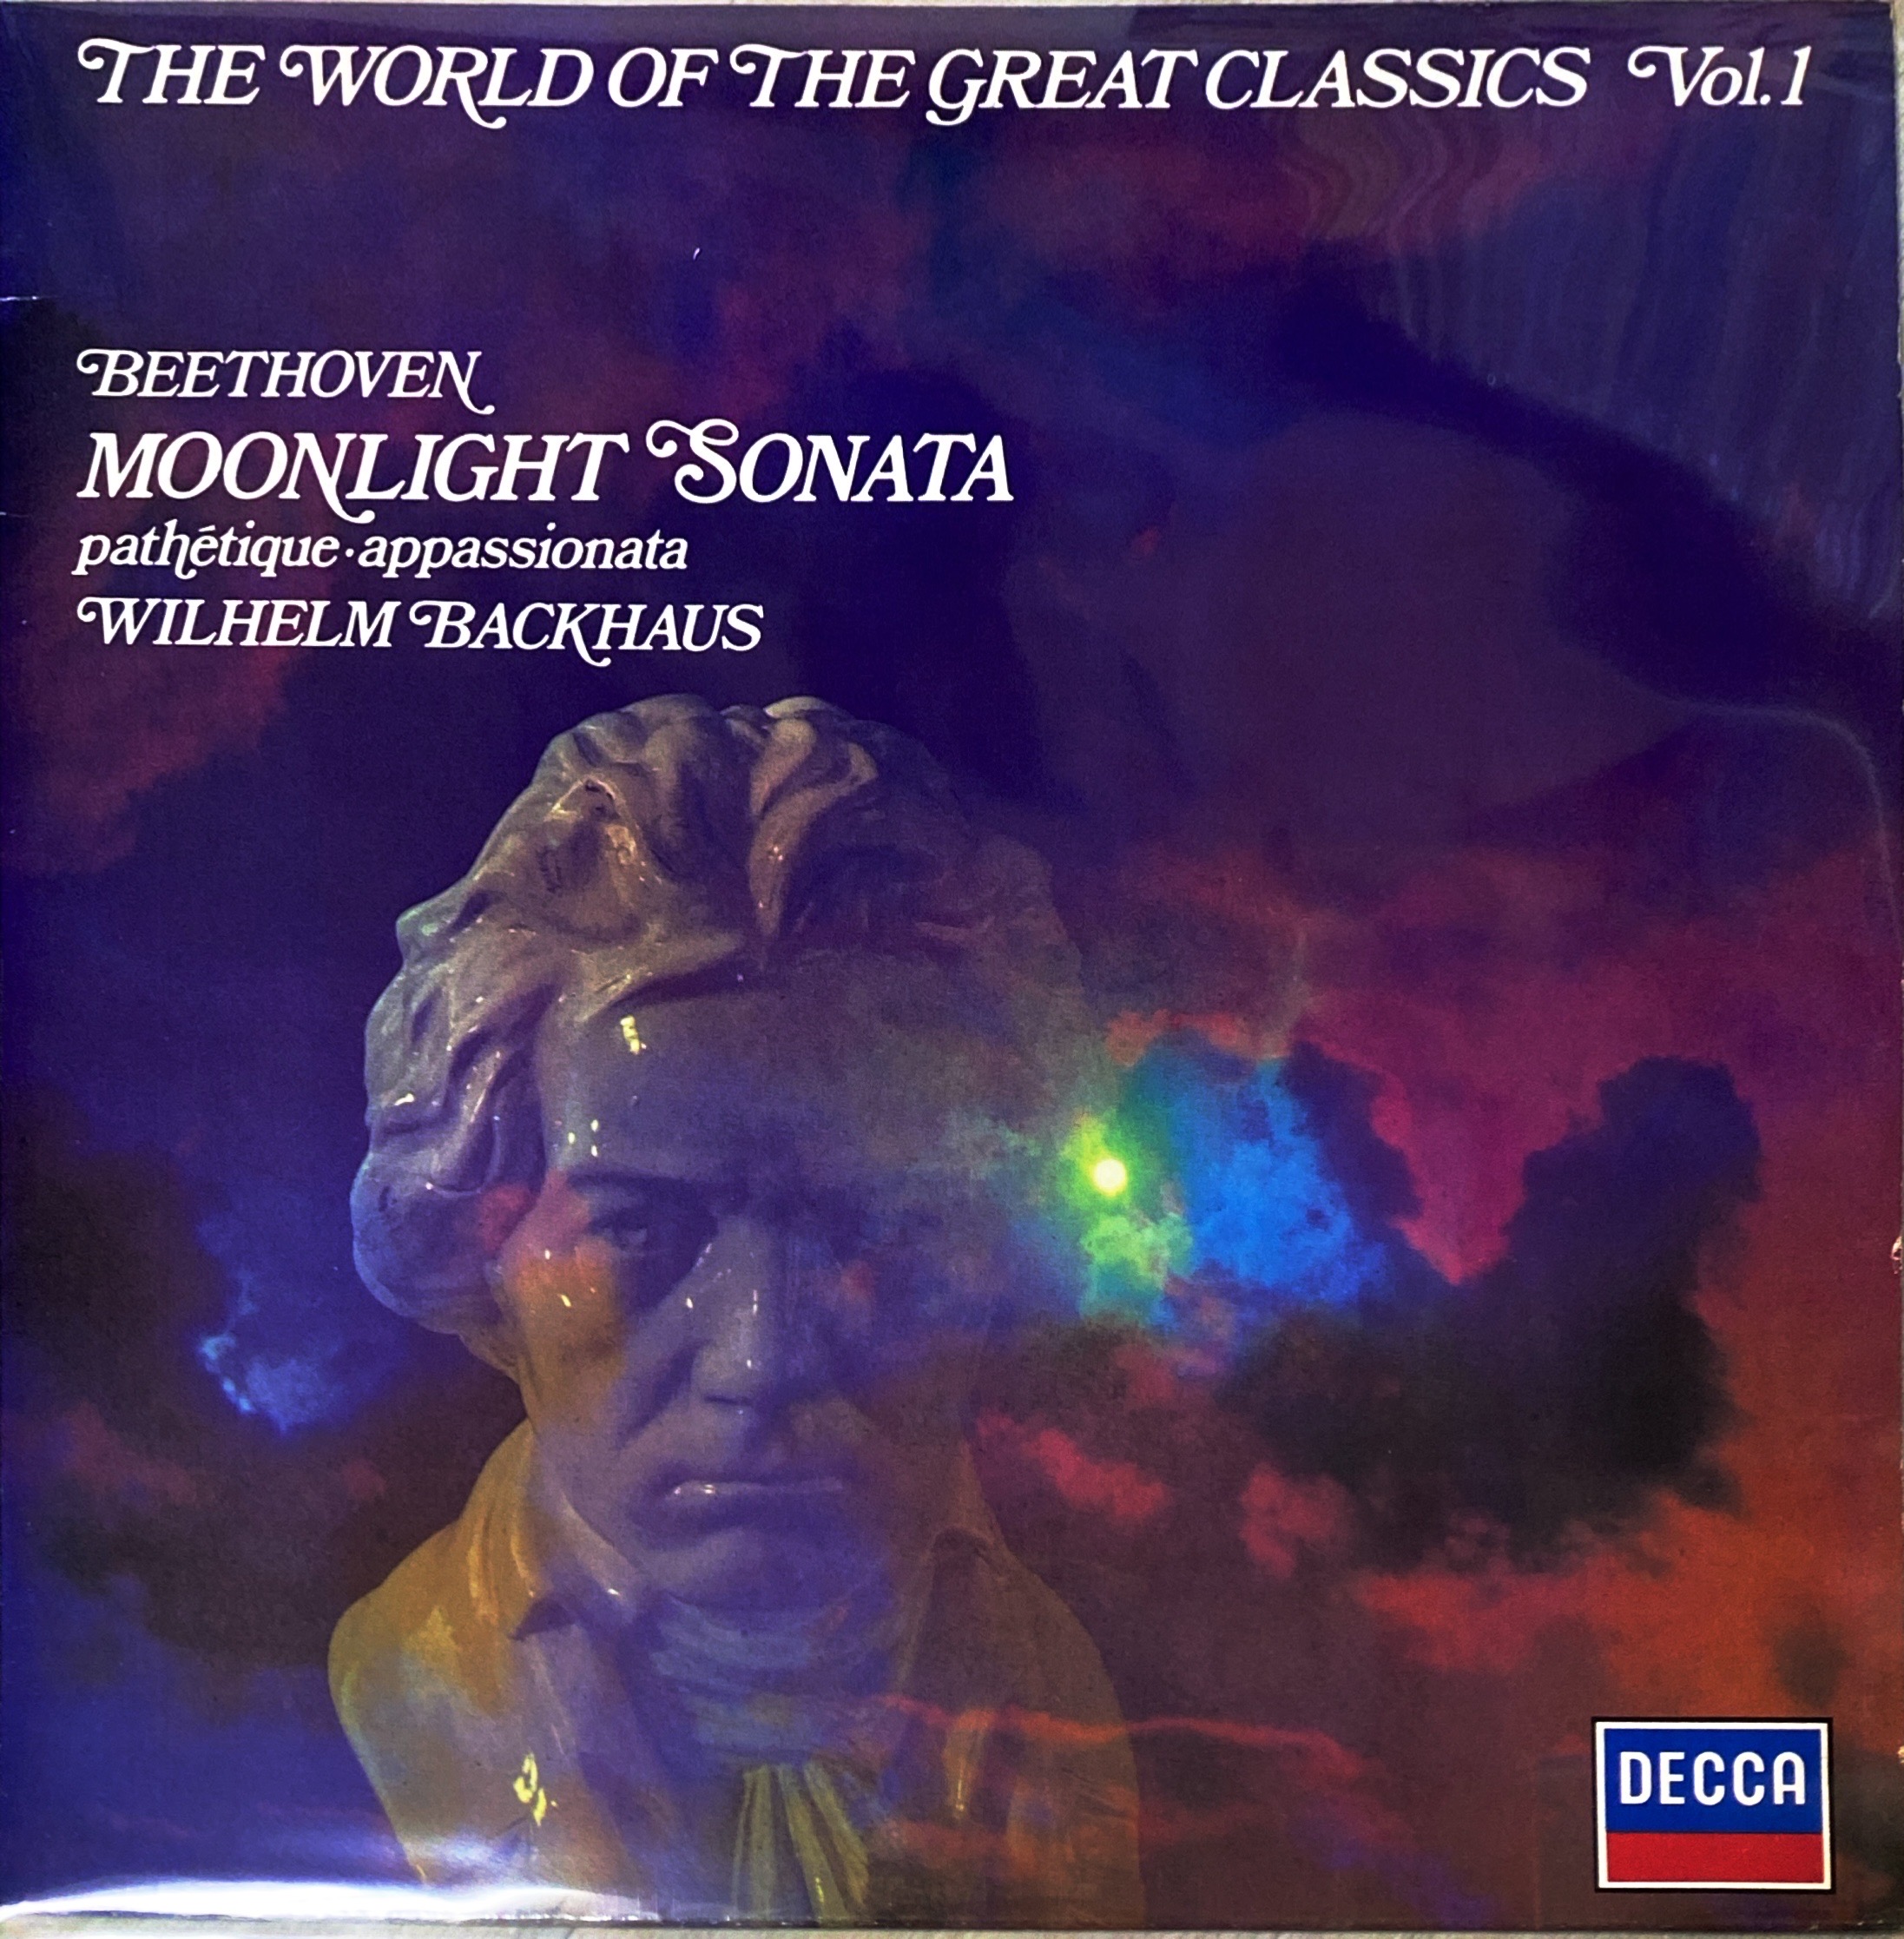 THE WORLD OF THE GREAT CLASSICS Vol.1
BEETHOVEN
MOONLIGHT SONATA
pathétique·appassionata
WILHELM BACKHAUS
DECCA